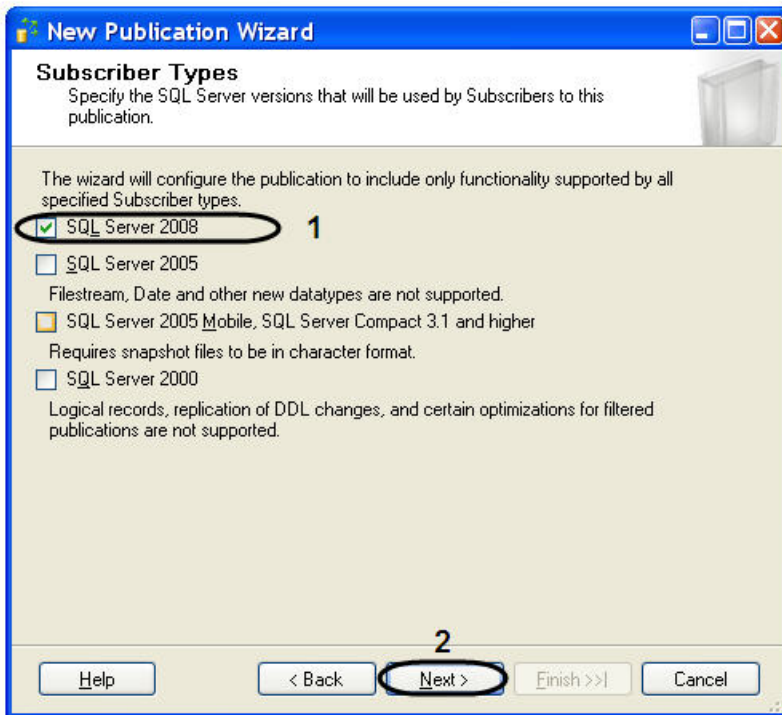 New Publication Wizard
Subscriber Types
Specify the SQL Server versions that will be used by Subscribers to this
publication.
The wizard will configure the publication to include only functionality supported by all
specified Subscriber types.
SQL Server 2008 1
SQL Server 2005
Filestream, Date and other new datatypes are not supported.
SQL Server 2005 Mobile, SQL Server Compact 3.1 and higher
Requires snapshot files to be in character format.
SQL Server 2000
Logical records, replication of DDL changes, and certain optimizations for filtered
publications are not supported.
2
Help < Back Next > Finish >>| Cancel